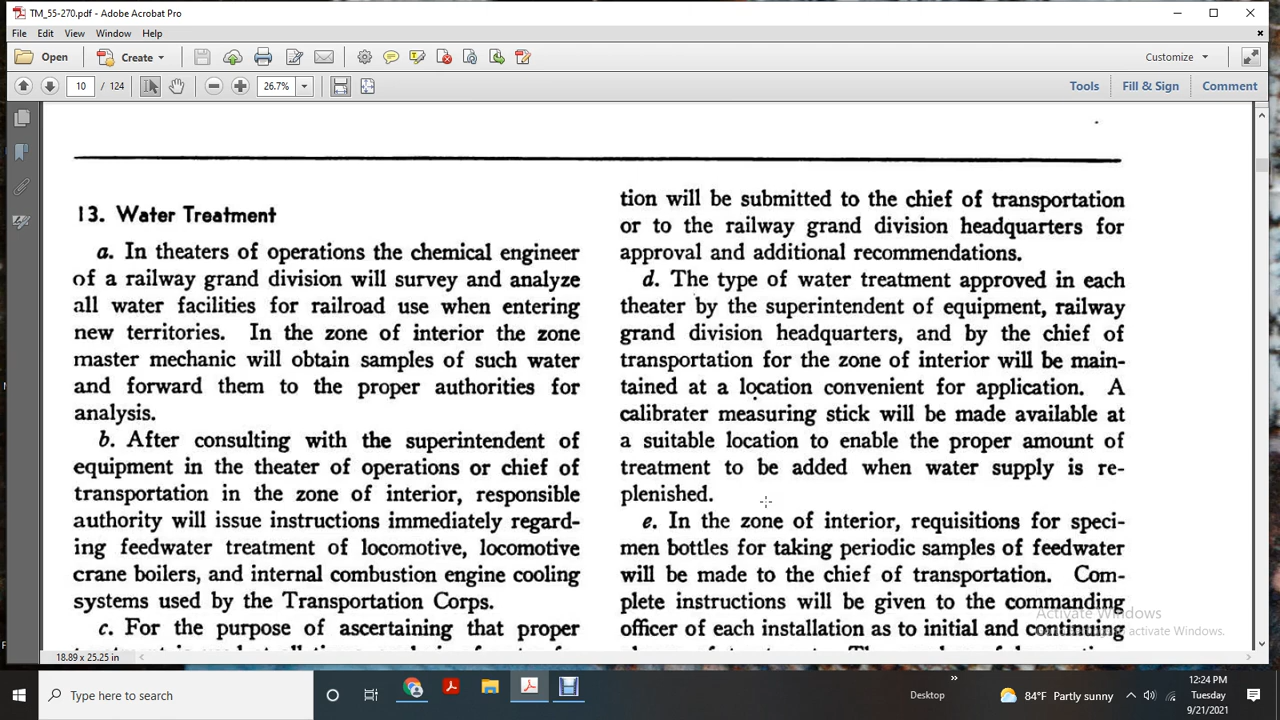 TM_55-270.pdf - Adobe Acrobat Pro
File Edit View Window Help
Open Create Customize
10 / 124 26.7% Tools Fill & Sign Comment
13. Water Treatment
a. In theaters of operations the chemical engineer
of a railway grand division will survey and analyze
all water facilities for railroad use when entering
new territories. In the zone of interior the zone
master mechanic will obtain samples of such water
and forward them to the proper authorities for
analysis.
b. After consulting with the superintendent of
equipment in the theater of operations or chief of
transportation in the zone of interior, responsible
authority will issue instructions immediately regard-
ing feedwater treatment of locomotive, locomotive
crane boilers, and internal combustion engine cooling
systems used by the Transportation Corps.
c. For the purpose of ascertaining that proper
tion will be submitted to the chief of transportation
or to the railway grand division headquarters for
approval and additional recommendations.
d. The type of water treatment approved in each
theater by the superintendent of equipment, railway
grand division headquarters, and by the chief of
transportation for the zone of interior will be main-
tained at a location convenient for application. A
calibrater measuring stick will be made available at
a suitable location to enable the proper amount of
treatment to be added when water supply is re-
plenished.
e. In the zone of interior, requisitions for speci-
men bottles for taking periodic samples of feedwater
will be made to the chief of transportation. Com-
plete instructions will be given to the commanding
officer of each installation as to initial and continuing
Activate Windows
activate Windows.
18.89 x 25.25 in
Type here to search
Desktop
84°F Partly sunny
12:24 PM
Tuesday
9/21/2021